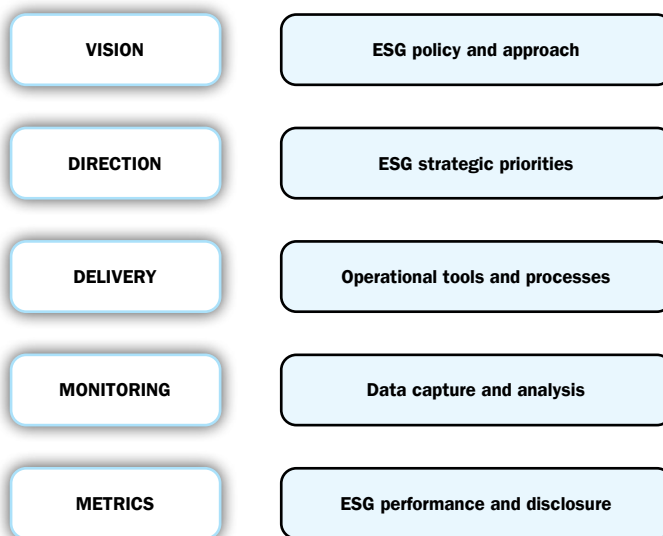 VISION
ESG policy and approach
DIRECTION
ESG strategic priorities
DELIVERY
Operational tools and processes
MONITORING
Data capture and analysis
METRICS
ESG performance and disclosure